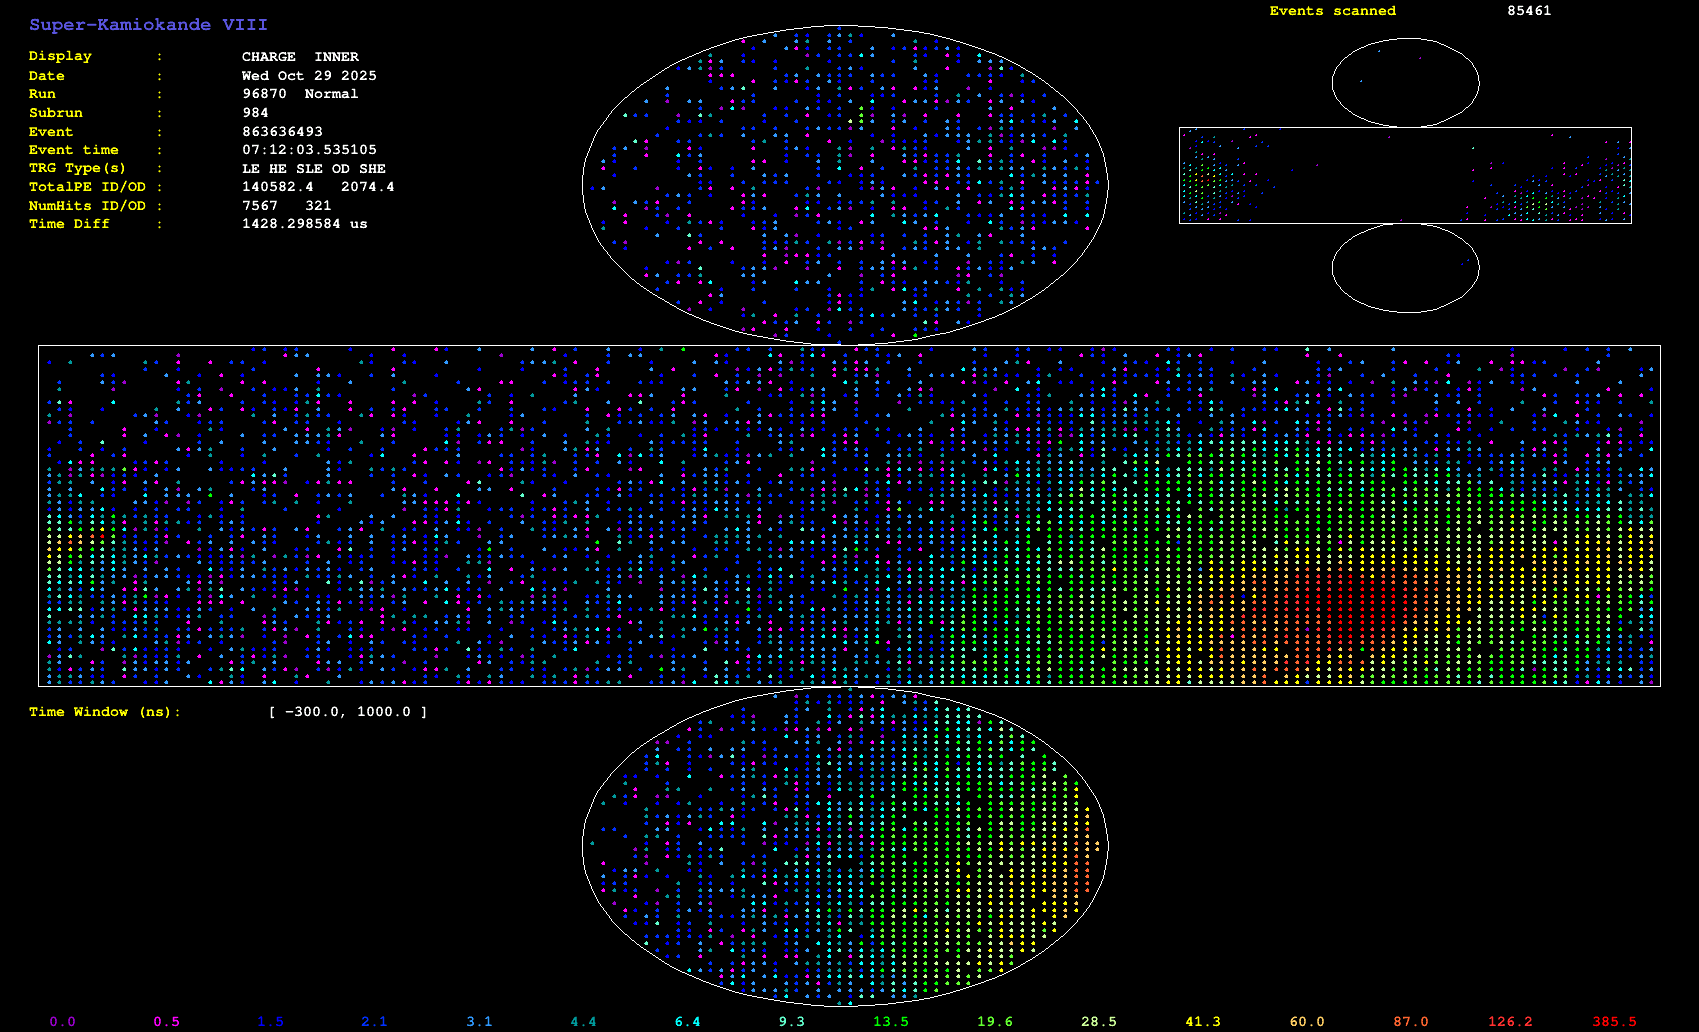 Super-Kamiokande VIII
Display : CHARGE INNER
Date : Wed Oct 29 2025
Run : 96870 Normal
Subrun : 984
Event : 863636493
Event time : 07:12:03.535105
TRG Type(s) : LE HE SLE OD SHE
TotalPE ID/OD : 140582.4 2074.4
NumHits ID/OD : 7567 321
Time Diff : 1428.298584 us
Events scanned 85461
Time Window (ns): [ -300.0, 1000.0 ]
0.0 0.5 1.5 2.1 3.1 4.4 6.4 9.3 13.5 19.6 28.5 41.3 60.0 87.0 126.2 385.5